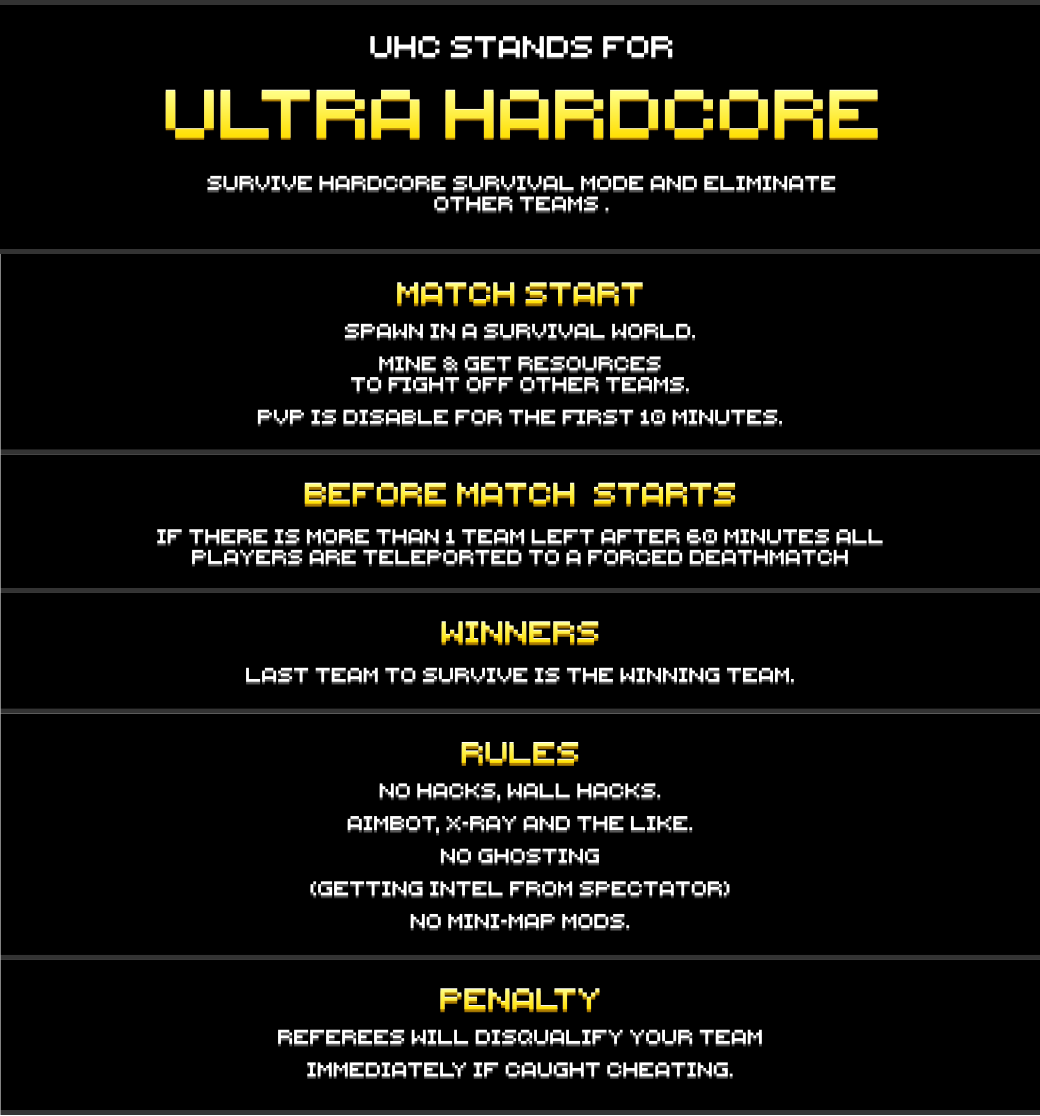 UHC STANDS FOR
ULTRA HARDCORE
SURVIVE HARDCORE SURVIVAL MODE AND ELIMINATE
OTHER TEAMS .
MATCH START
SPAWN IN A SURVIVAL WORLD.
MINE & GET RESOURCES
TO FIGHT OFF OTHER TEAMS.
PVP IS DISABLE FOR THE FIRST 10 MINUTES.
BEFORE MATCH STARTS
IF THERE IS MORE THAN 1 TEAM LEFT AFTER 60 MINUTES ALL
PLAYERS ARE TELEPORTED TO A FORCED DEATHMATCH
WINNERS
LAST TEAM TO SURVIVE IS THE WINNING TEAM.
RULES
NO HACKS, WALL HACKS.
AIMBOT, X-RAY AND THE LIKE.
NO GHOSTING
(GETTING INTEL FROM SPECTATOR)
NO MINI-MAP MODS.
PENALTY
REFEREES WILL DISQUALIFY YOUR TEAM
IMMEDIATELY IF CAUGHT CHEATING.